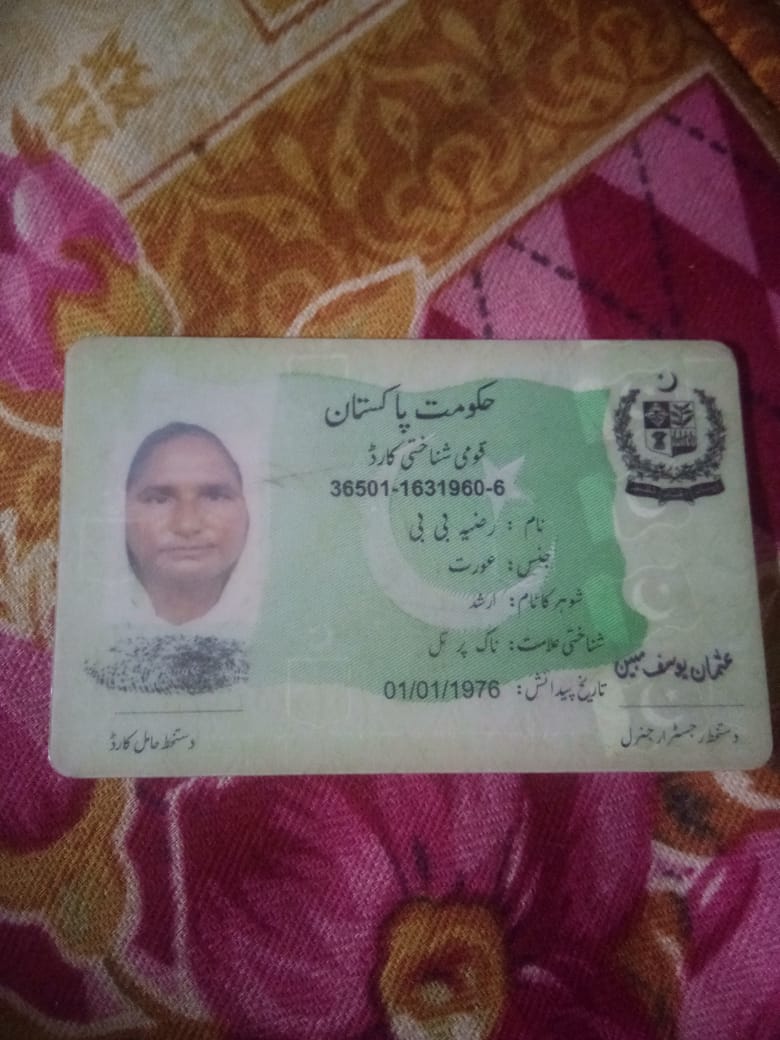 حکومت پاکستان
قومی شناختی کارڈ
36501-1631960-6
نام : رضیہ بی بی
جنس: عورت
شوہر کا نام: ارشد
شناختی علامت: ناک پر تل
تاریخ پیدائش: 01/01/1976
عثمان یوسف مبین
دستخط رجسٹرار جنرل
دستخط حامل کارڈ